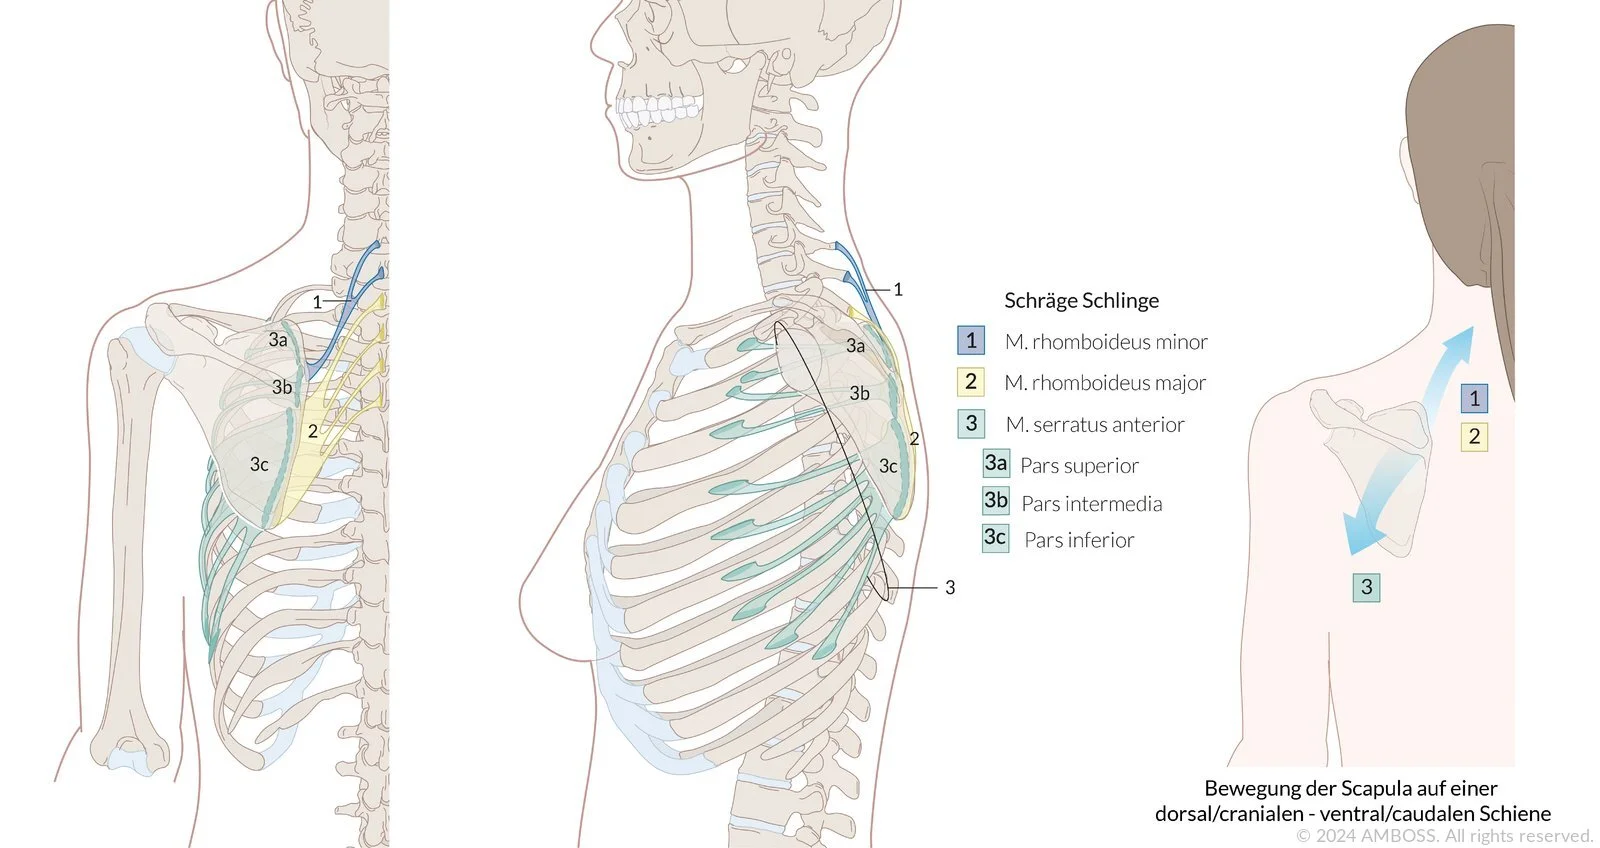 1
3a
3b
2
3c
1
3a
3b
2
3c
3
Schräge Schlinge
1 M. rhomboideus minor
2 M. rhomboideus major
3 M. serratus anterior
3a Pars superior
3b Pars intermedia
3c Pars inferior
1
2
3
Bewegung der Scapula auf einer
dorsal/cranialen - ventral/caudalen Schiene
© 2024 AMBOSS. All rights reserved.